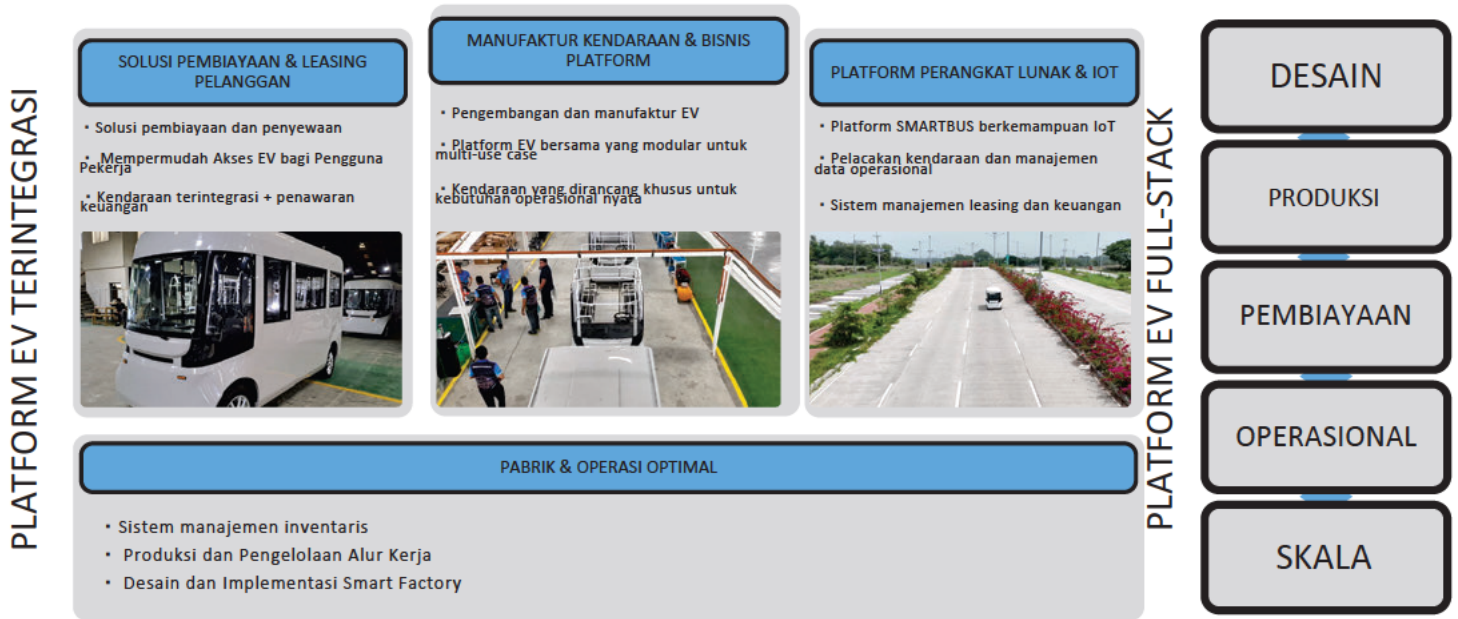 PLATFORM EV TERINTEGRASI
SOLUSI PEMBIAYAAN & LEASING
PELANGGAN
• Solusi pembiayaan dan penyewaan
• Mempermudah Akses EV bagi Pengguna
Pekerja
• Kendaraan terintegrasi + penawaran
keuangan
MANUFAKTUR KENDARAAN & BISNIS
PLATFORM
• Pengembangan dan manufaktur EV
• Platform EV bersama yang modular untuk
multi-use case
• Kendaraan yang dirancang khusus untuk
kebutuhan operasional nyata
PLATFORM PERANGKAT LUNAK & IOT
• Platform SMARTBUS berkemampuan IoT
• Pelacakan kendaraan dan manajemen
data operasional
• Sistem manajemen leasing dan keuangan
PABRIK & OPERASI OPTIMAL
• Sistem manajemen inventaris
• Produksi dan Pengelolaan Alur Kerja
• Desain dan Implementasi Smart Factory
PLATFORM EV FULL-STACK
DESAIN
PRODUKSI
PEMBIAYAAN
OPERASIONAL
SKALA